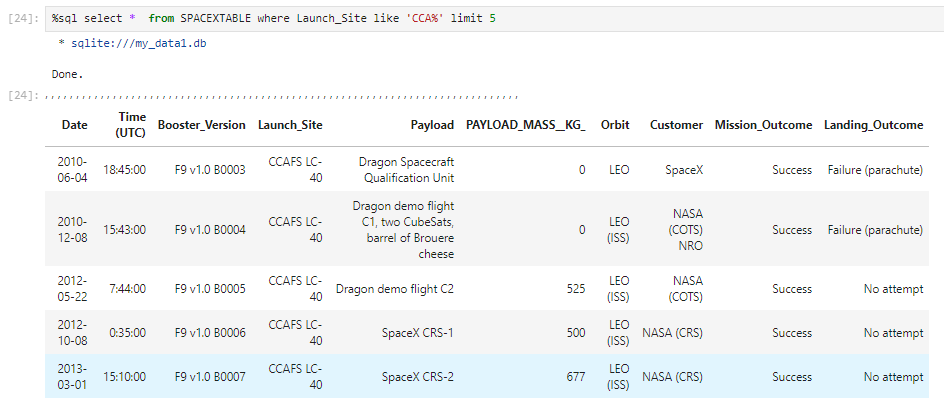 [24]: %sql select *  from SPACEXTABLE where Launch_Site like 'CCA%' limit 5
* sqlite:///my_data1.db
Done.
[24]: ,,,,,,,,,,,,,,,,,,,,,,,,,,,,,,,,,,,,,,,,,,,,,,,,,,,,,,,,,,,,,,,,,,,,,,,,,,,,,,
Date Time (UTC) Booster_Version Launch_Site Payload PAYLOAD_MASS__KG_ Orbit Customer Mission_Outcome Landing_Outcome
2010-06-04 18:45:00 F9 v1.0 B0003 CCAFS LC-40 Dragon Spacecraft Qualification Unit 0 LEO SpaceX Success Failure (parachute)
2010-12-08 15:43:00 F9 v1.0 B0004 CCAFS LC-40 Dragon demo flight C1, two CubeSats, barrel of Brouere cheese 0 LEO (ISS) NASA (COTS) NRO Success Failure (parachute)
2012-05-22 7:44:00 F9 v1.0 B0005 CCAFS LC-40 Dragon demo flight C2 525 LEO (ISS) NASA (COTS) Success No attempt
2012-10-08 0:35:00 F9 v1.0 B0006 CCAFS LC-40 SpaceX CRS-1 500 LEO (ISS) NASA (CRS) Success No attempt
2013-03-01 15:10:00 F9 v1.0 B0007 CCAFS LC-40 SpaceX CRS-2 677 LEO (ISS) NASA (CRS) Success No attempt